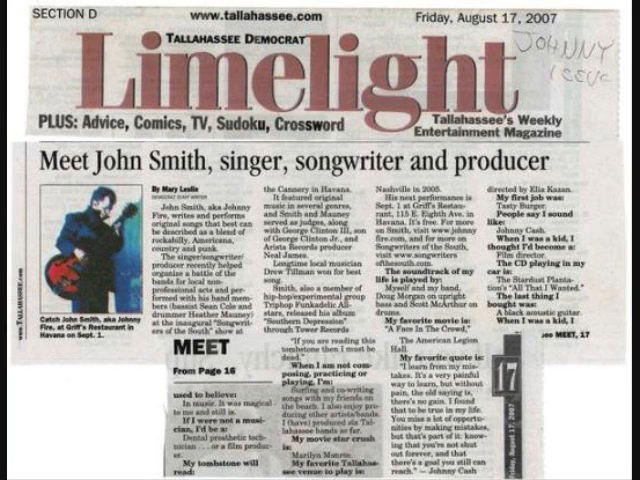 SECTION D
www.tallahassee.com
Friday, August 17, 2007
TALLAHASSEE DEMOCRAT
JOHNNY
ISSUE
Limelight
PLUS: Advice, Comics, TV, Sudoku, Crossword
Tallahassee's Weekly
Entertainment Magazine
Meet John Smith, singer, songwriter and producer
www.TALLAHASSEE.com
Catch John Smith, aka Johnny
Fire, at Griff's Restaurant in
Havana on Sept. 1.
By Mary Leslie
DEMOCRAT STAFF WRITER
John Smith, aka Johnny
Fire, writes and performs
original songs that best can
be described as a blend of
rockabilly, Americana,
country and punk.
The singer/songwriter/
producer recently helped
organize a battle of the
bands for local non-
professional acts and per-
formed with his band mem-
bers (bassist Sean Cole and
drummer Heather Mauney)
at the inaugural "Songwrit-
ers of the South" show at
the Cannery in Havana.
It featured original
music in several genres,
and Smith and Mauney
served as judges, along
with George Clinton III, son
of George Clinton Jr., and
Arista Records producer
Neal James.
Longtime local musician
Drew Tillman won for best
song.
Smith, also a member of
hip-hop/experimental group
Triphop Funkadelic All-
stars, released his album
"Southern Depression"
through Tower Records
Nashville in 2005.
His next performance is
Sept. 1 at Griff's Restau-
rant, 115 E. Eighth Ave. in
Havana. It's free. For more
on Smith, visit www.johnny
fire.com, and for more on
Songwriters of the South,
visit www.songwriters
ofthesouth.com.
The soundtrack of my
life is played by:
Myself and my band,
Doug Morgan on upright
bass and Scott McArthur on
drums.
My favorite movie is:
"A Face In The Crowd,"
directed by Elia Kazan.
My first job was:
Tasty Burger.
People say I sound
like:
Johnny Cash.
When I was a kid, I
thought I'd become a:
Film director.
The CD playing in my
car is:
The Stardust Planta-
tion's "All That I Wanted."
The last thing I
bought was:
A black acoustic guitar.
When I was a kid, I
see MEET, 17
MEET
From Page 16
used to believe:
In music. It was magical
to me and still is.
If I were not a musi-
cian, I'd be a:
Dental prosthetic tech-
nician . . . or a film produc-
er.
My tombstone will
read:
"If you are reading this
tombstone then I must be
dead."
When I am not com-
posing, practicing or
playing, I'm:
Surfing and co-writing
songs with my friends on
the beach. I also enjoy pro-
ducing other artists/bands.
I (have) produced six Tal-
lahassee bands so far.
My movie star crush
is:
Marilyn Monroe.
My favorite Tallahas-
see venue to play is:
The American Legion
Hall.
My favorite quote is:
"I learn from my mis-
takes. It's a very painful
way to learn, but without
pain, the old saying is,
there's no gain. I found
that to be true in my life.
You miss a lot of opportu-
nities by making mistakes,
but that's part of it: know-
ing that you're not shut
out forever, and that
there's a goal you still can
reach." — Johnny Cash
17
Friday, August 17, 2007